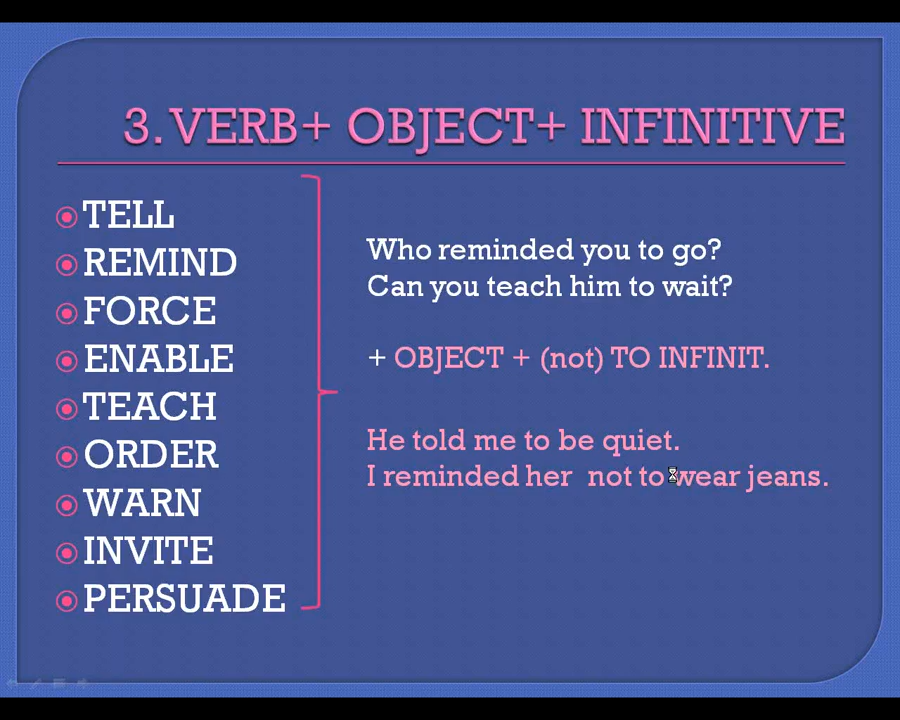 3. VERB+ OBJECT+ INFINITIVE
TELL
REMIND
FORCE
ENABLE
TEACH
ORDER
WARN
INVITE
PERSUADE
Who reminded you to go?
Can you teach him to wait?
+ OBJECT + (not) TO INFINIT.
He told me to be quiet.
I reminded her not to wear jeans.